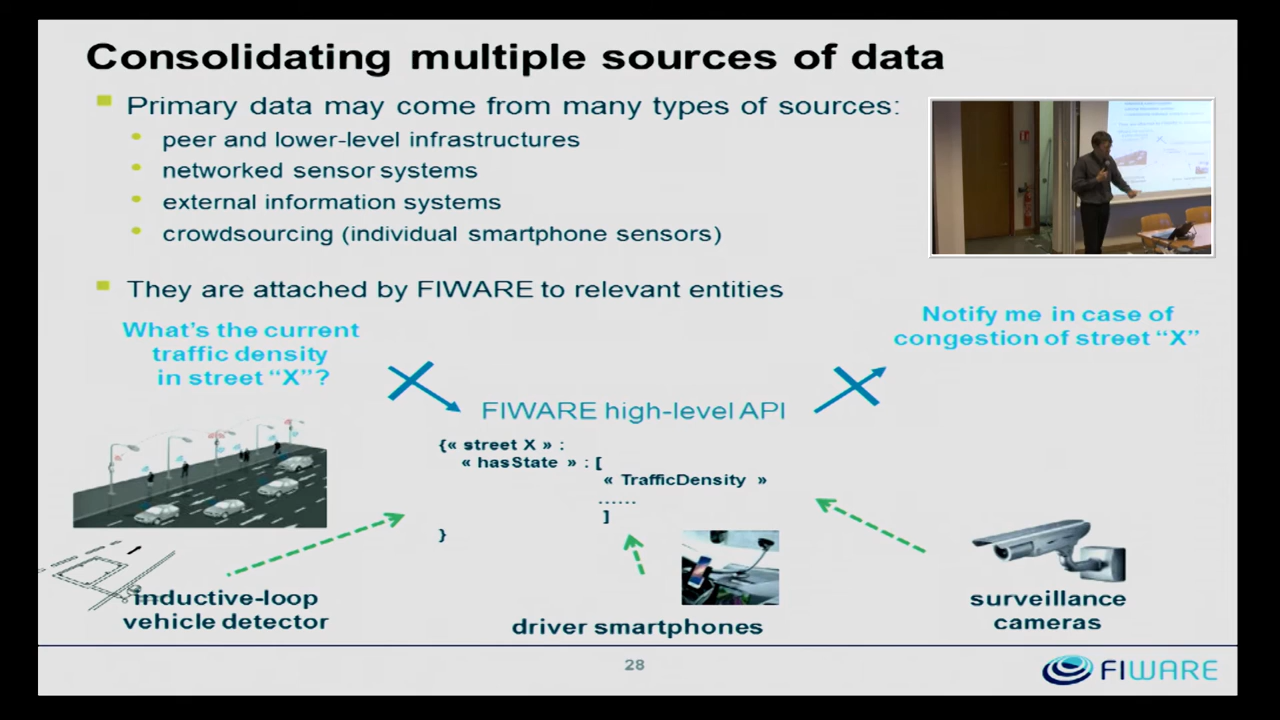 Consolidating multiple sources of data
Primary data may come from many types of sources:
peer and lower-level infrastructures
networked sensor systems
external information systems
crowdsourcing (individual smartphone sensors)
They are attached by FIWARE to relevant entities
What's the current
traffic density
in street “X”?
Notify me in case of
congestion of street “X”
FIWARE high-level API
{« street X » :
« hasState » : [
« TrafficDensity »
......
]
}
inductive-loop
vehicle detector
driver smartphones
surveillance
cameras
28
FIWARE